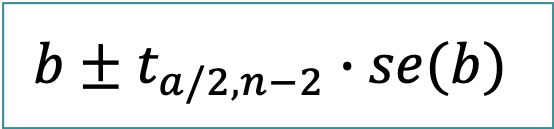 b ± t_{a/2,n−2} · se(b)